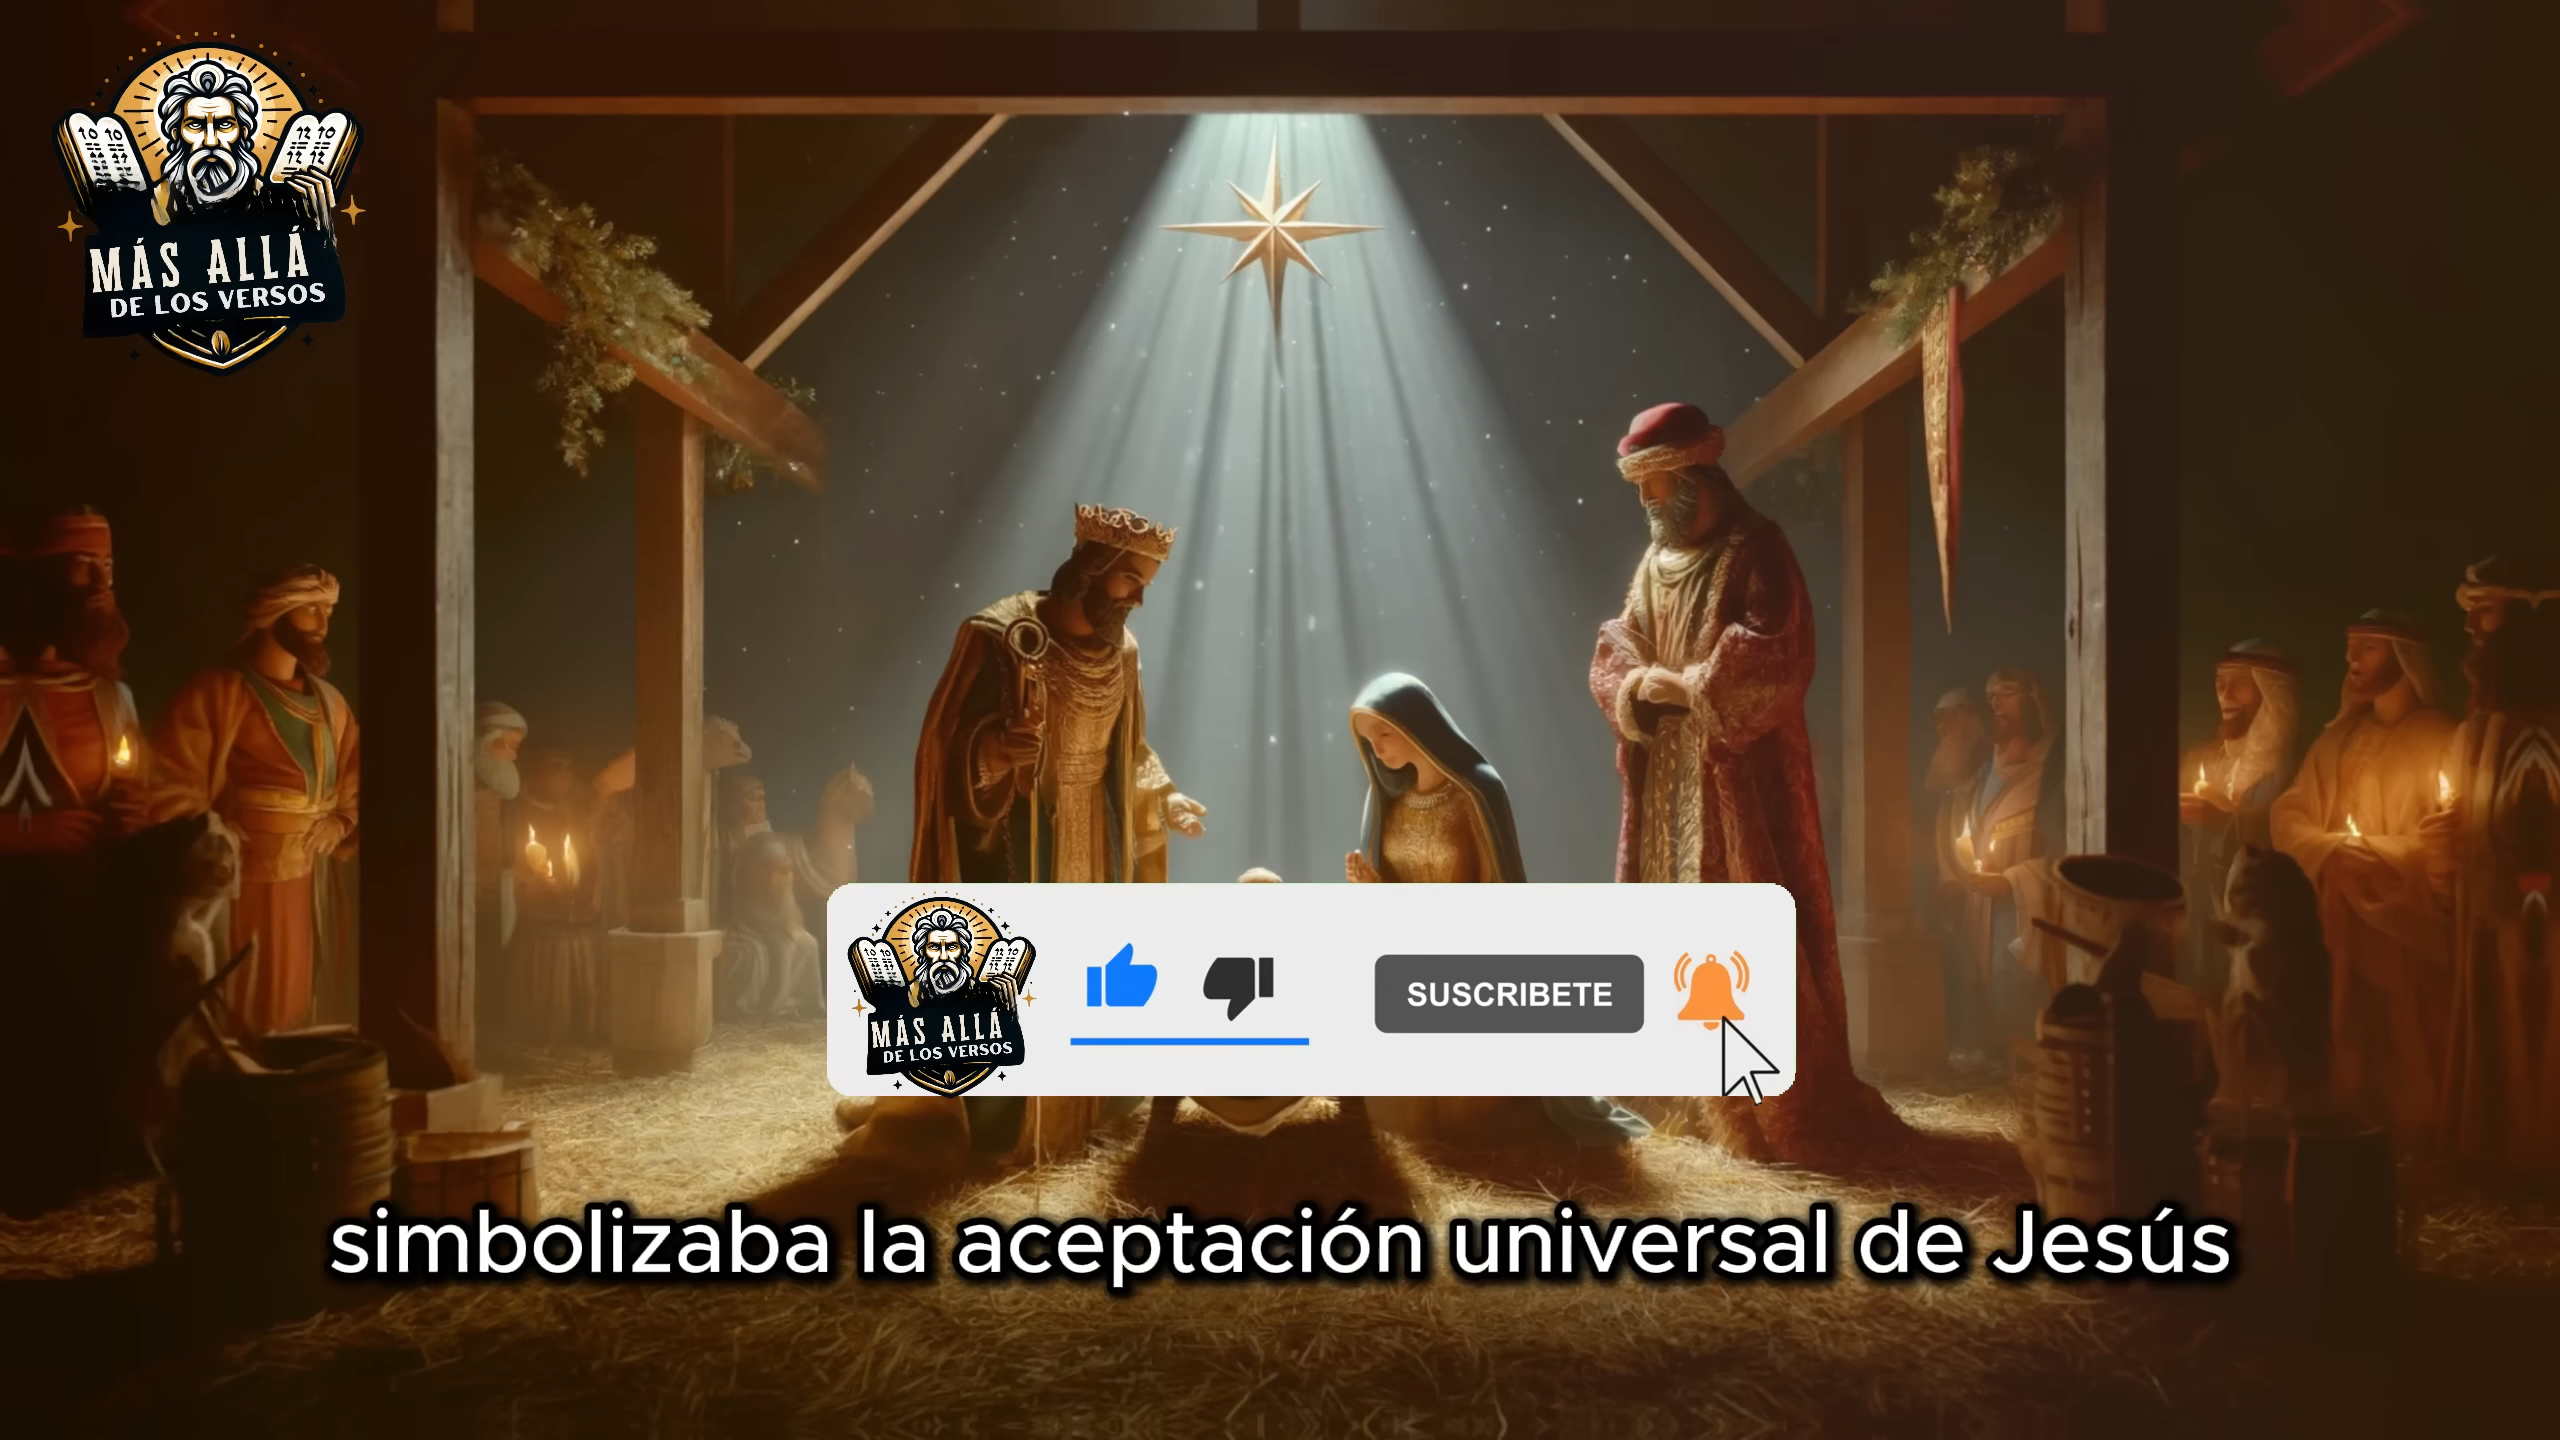 MÁS ALLÁ
DE LOS VERSOS
MÁS ALLÁ
DE LOS VERSOS
SUSCRIBETE
simbolizaba la aceptación universal de Jesús